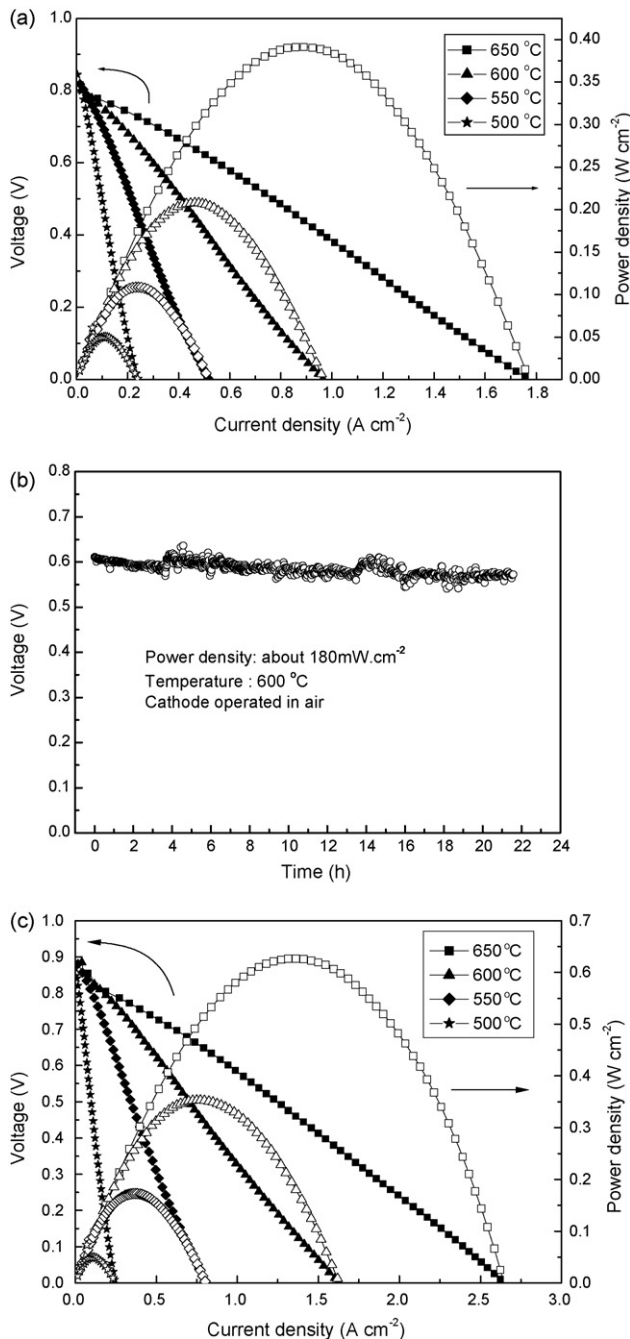 (a)
1.0
0.8
0.6
0.4
0.2
0.0
Voltage (V)
650 °C
600 °C
550 °C
500 °C
0.40
0.35
0.30
0.25
0.20
0.15
0.10
0.05
0.00
Power density (W cm-2)
0.0 0.2 0.4 0.6 0.8 1.0 1.2 1.4 1.6 1.8
Current density (A cm-2)
(b)
0.8
0.7
0.6
0.5
0.4
0.3
0.2
0.1
0.0
Voltage (V)
Power density: about 180mW.cm-2
Temperature : 600 °C
Cathode operated in air
0 2 4 6 8 10 12 14 16 18 20 22 24
Time (h)
(c)
1.0
0.9
0.8
0.7
0.6
0.5
0.4
0.3
0.2
0.1
0.0
Voltage (V)
650°C
600°C
550°C
500°C
0.7
0.6
0.5
0.4
0.3
0.2
0.1
0.0
Power density (W cm-2)
0.0 0.5 1.0 1.5 2.0 2.5 3.0
Current density (A cm-2)